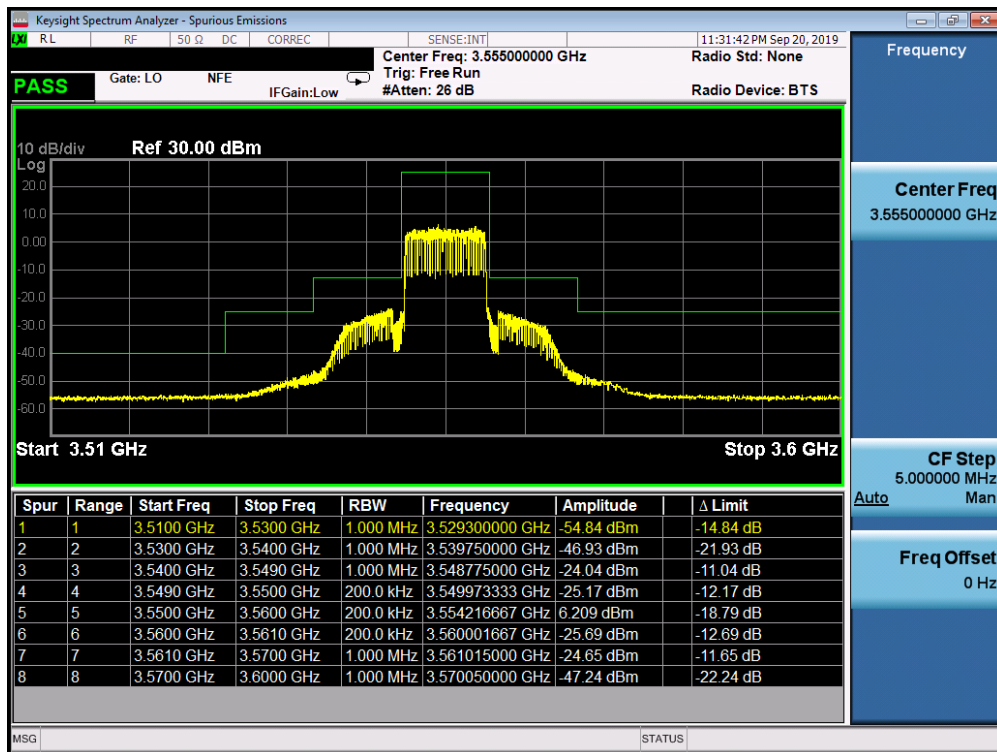 Keysight Spectrum Analyzer - Spurious Emissions
LXI RL RF 50 Ω DC CORREC SENSE:INT 11:31:42 PM Sep 20, 2019
Center Freq: 3.555000000 GHz Radio Std: None
PASS Gate: LO NFE Trig: Free Run
IFGain:Low #Atten: 26 dB Radio Device: BTS
10 dB/div Ref 30.00 dBm
Log
20.0
10.0
0.00
-10.0
-20.0
-30.0
-40.0
-50.0
-60.0
Start 3.51 GHz Stop 3.6 GHz
Spur Range Start Freq Stop Freq RBW Frequency Amplitude Δ Limit
1 1 3.5100 GHz 3.5300 GHz 1.000 MHz 3.529300000 GHz -54.84 dBm -14.84 dB
2 2 3.5300 GHz 3.5400 GHz 1.000 MHz 3.539750000 GHz -46.93 dBm -21.93 dB
3 3 3.5400 GHz 3.5490 GHz 1.000 MHz 3.548775000 GHz -24.04 dBm -11.04 dB
4 4 3.5490 GHz 3.5500 GHz 200.0 kHz 3.549973333 GHz -25.17 dBm -12.17 dB
5 5 3.5500 GHz 3.5600 GHz 200.0 kHz 3.554216667 GHz 6.209 dBm -18.79 dB
6 6 3.5600 GHz 3.5610 GHz 200.0 kHz 3.560001667 GHz -25.69 dBm -12.69 dB
7 7 3.5610 GHz 3.5700 GHz 1.000 MHz 3.561015000 GHz -24.65 dBm -11.65 dB
8 8 3.5700 GHz 3.6000 GHz 1.000 MHz 3.570050000 GHz -47.24 dBm -22.24 dB
MSG STATUS
Frequency
Center Freq
3.555000000 GHz
CF Step
5.000000 MHz
Auto Man
Freq Offset
0 Hz